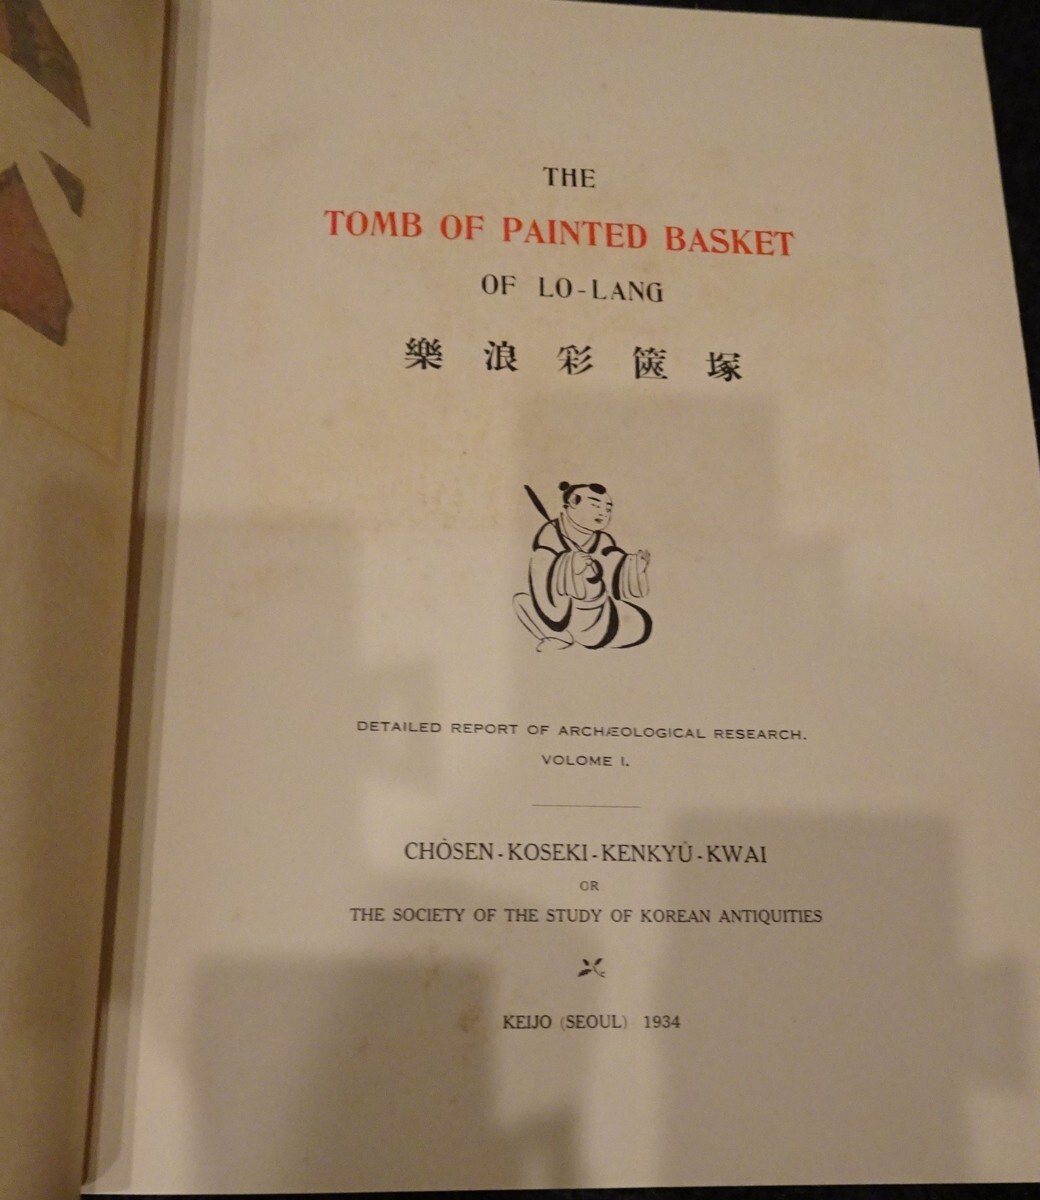 THE
TOMB OF PAINTED BASKET
OF LO-LANG
樂浪彩篋塚
DETAILED REPORT OF ARCHÆOLOGICAL RESEARCH.
VOLOME I.
CHÔSEN-KOSEKI-KENKYÛ-KWAI
OR
THE SOCIETY OF THE STUDY OF KOREAN ANTIQUITIES
KEIJO (SEOUL) 1934